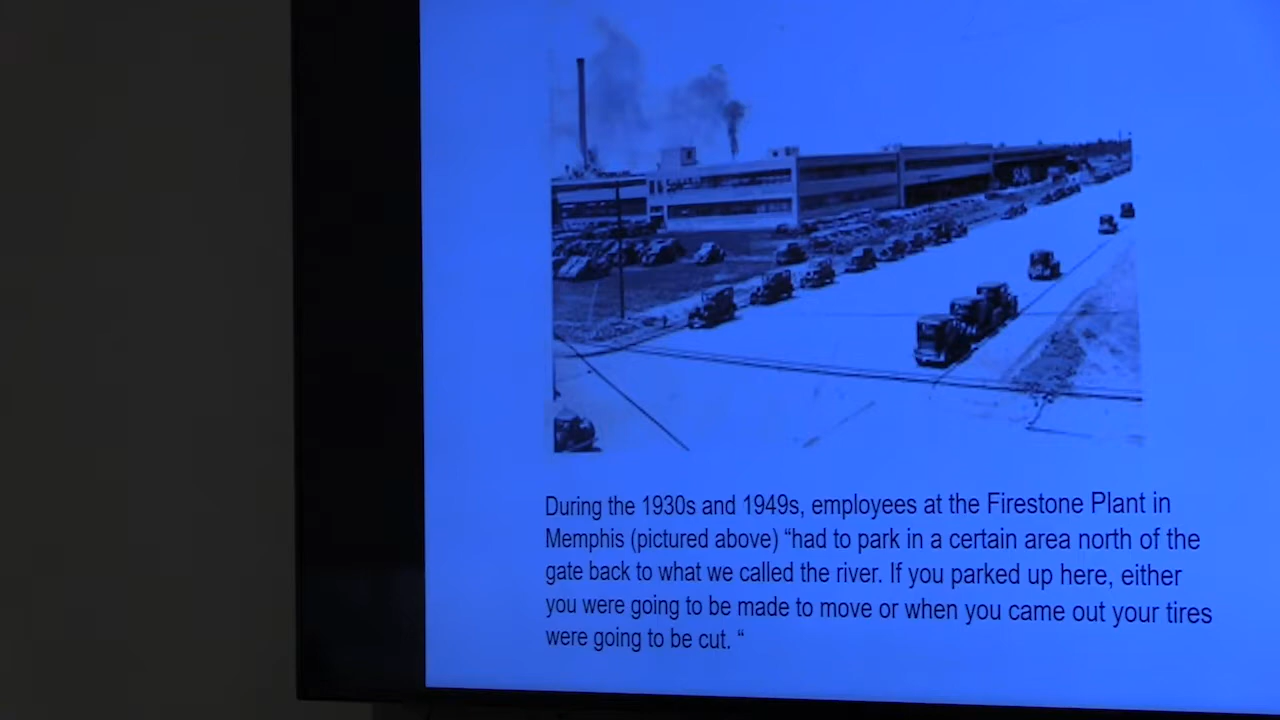 During the 1930s and 1949s, employees at the Firestone Plant in
Memphis (pictured above) “had to park in a certain area north of the
gate back to what we called the river. If you parked up here, either
you were going to be made to move or when you came out your tires
were going to be cut. “